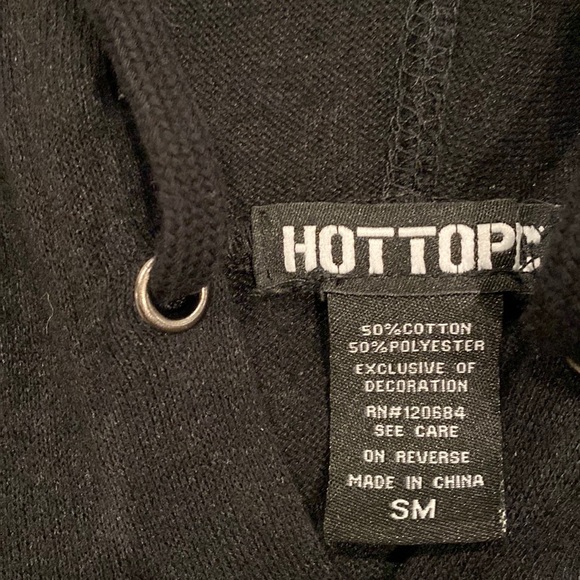 HOTTOPIC
50%COTTON
50%POLYESTER
EXCLUSIVE OF
DECORATION
RN#120684
SEE CARE
ON REVERSE
MADE IN CHINA
SM